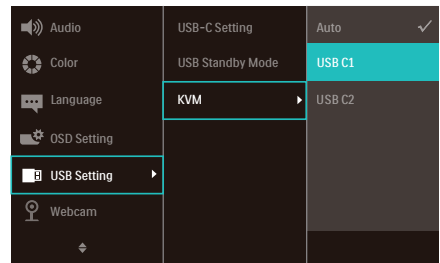 Audio
Color
Language
OSD Setting
USB Setting
Webcam
USB-C Setting
USB Standby Mode
KVM
Auto
USB C1
USB C2